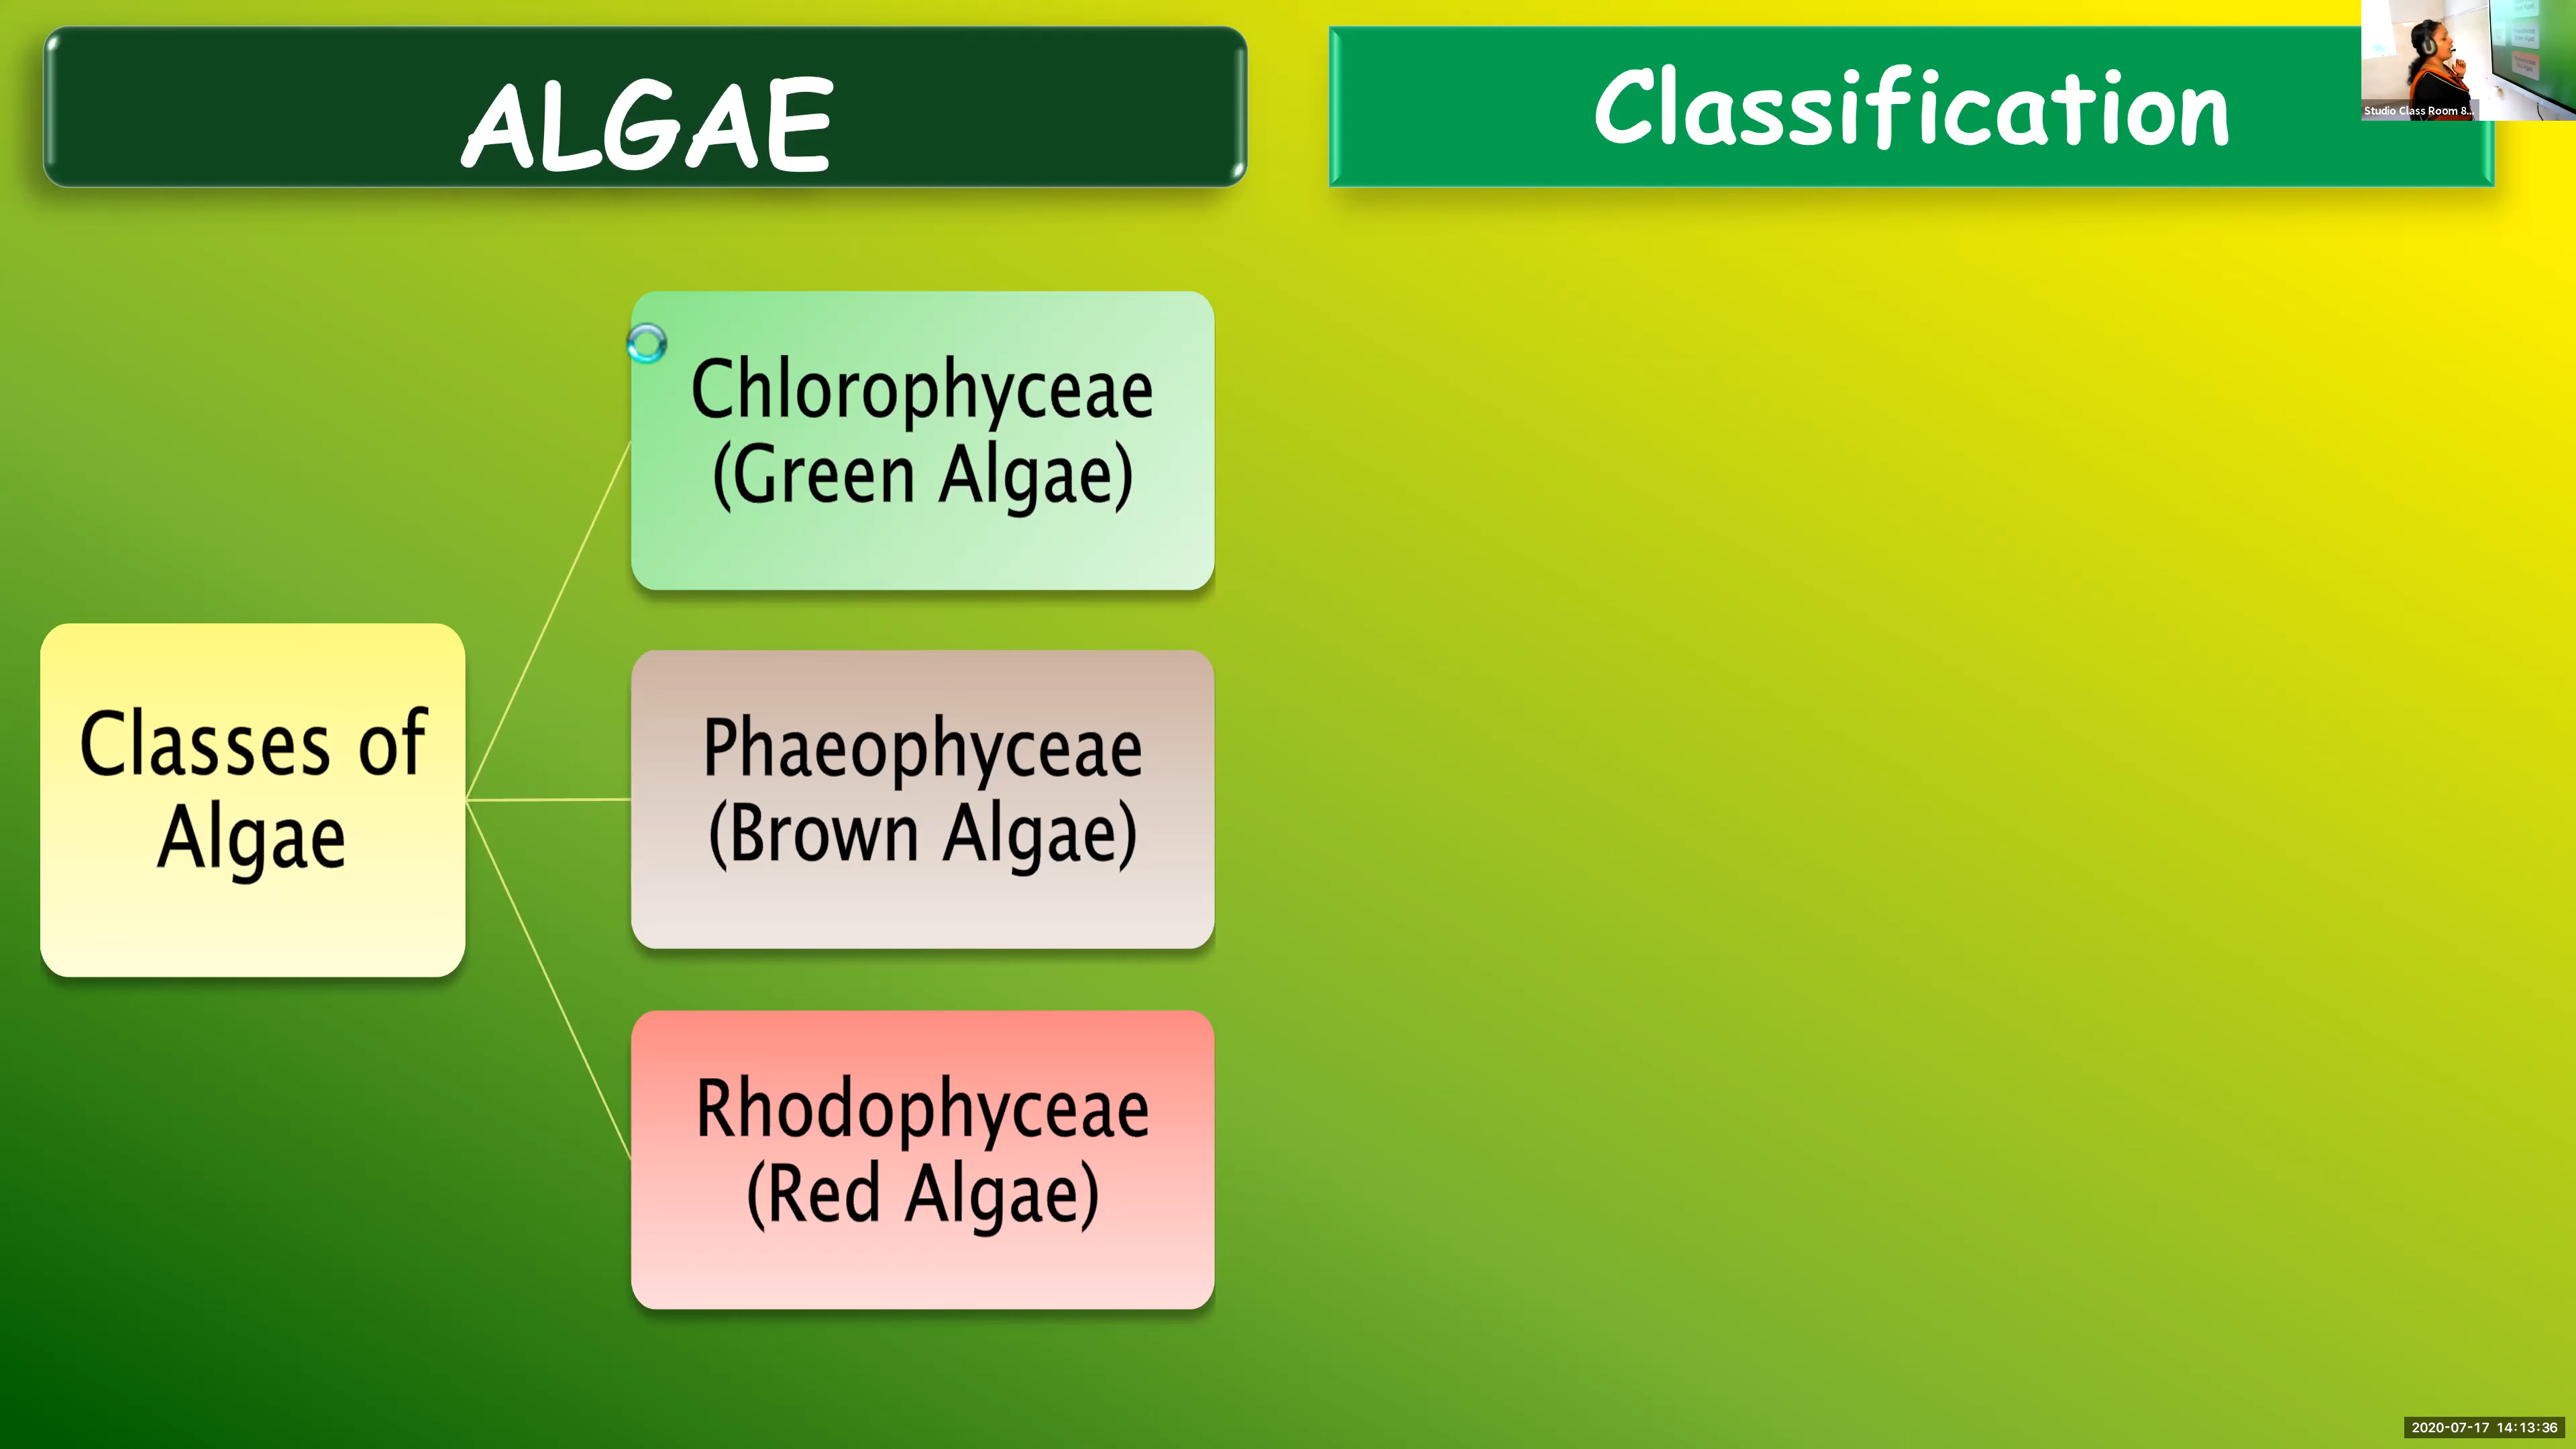 ALGAE
Classification
Studio Class Room 8...
Chlorophyceae
(Green Algae)
Classes of
Algae
Phaeophyceae
(Brown Algae)
Rhodophyceae
(Red Algae)
2020-07-17 14:13:36